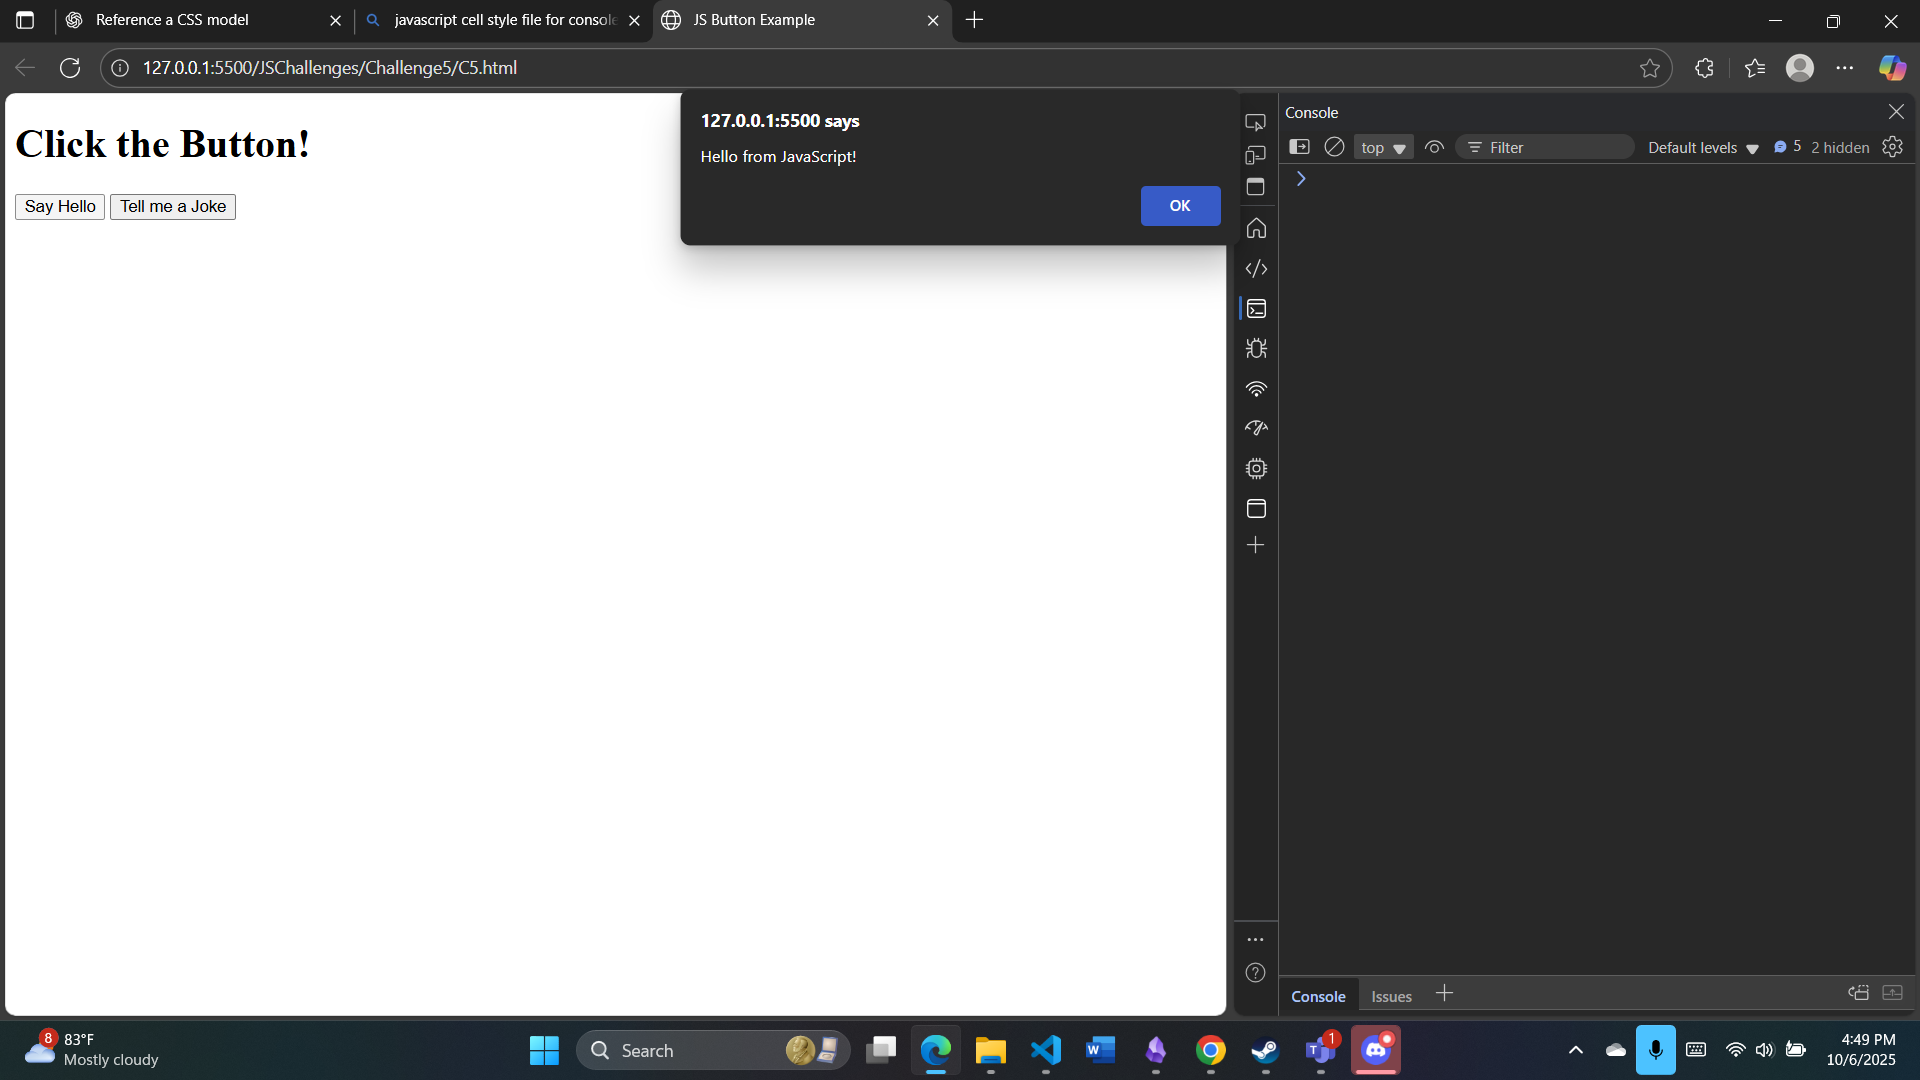 Reference a CSS model
javascript cell style file for console
JS Button Example
127.0.0.1:5500/JSChallenges/Challenge5/C5.html
Click the Button!
Say Hello
Tell me a Joke
127.0.0.1:5500 says
Hello from JavaScript!
OK
Console
top
Filter
Default levels
5
2 hidden
Console
Issues
8
83°F
Mostly cloudy
Search
W
T
1
4:49 PM
10/6/2025